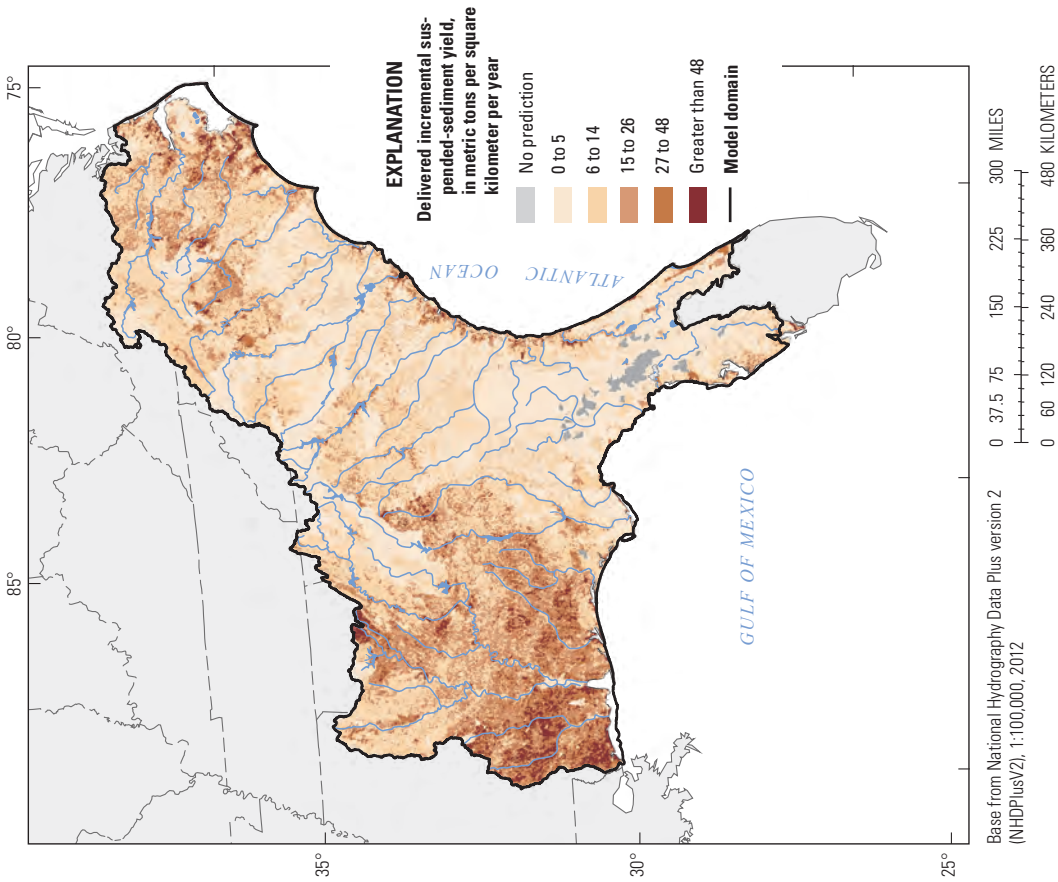 75°
80°
85°
35°
30°
25°
EXPLANATION
Delivered incremental sus-
pended-sediment yield,
in metric tons per square
kilometer per year
No prediction
0 to 5
6 to 14
15 to 26
27 to 48
Greater than 48
Model domain
ATLANTIC OCEAN
GULF OF MEXICO
0 37.5 75 150 225 300 MILES
0 60 120 240 360 480 KILOMETERS
Base from National Hydrography Data Plus version 2
(NHDPlusV2), 1:100,000, 2012